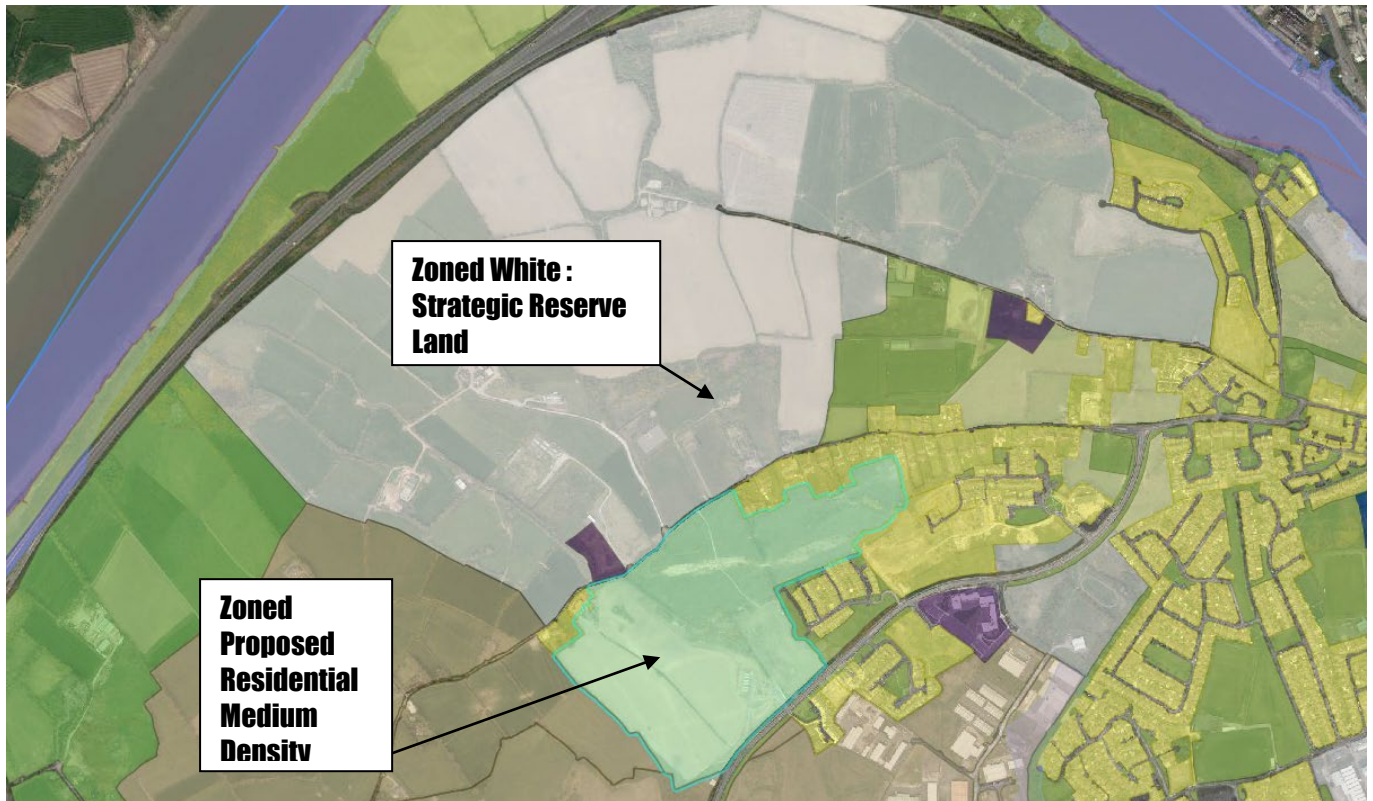 Zoned White :
Strategic Reserve
Land
Zoned
Proposed
Residential
Medium
Density